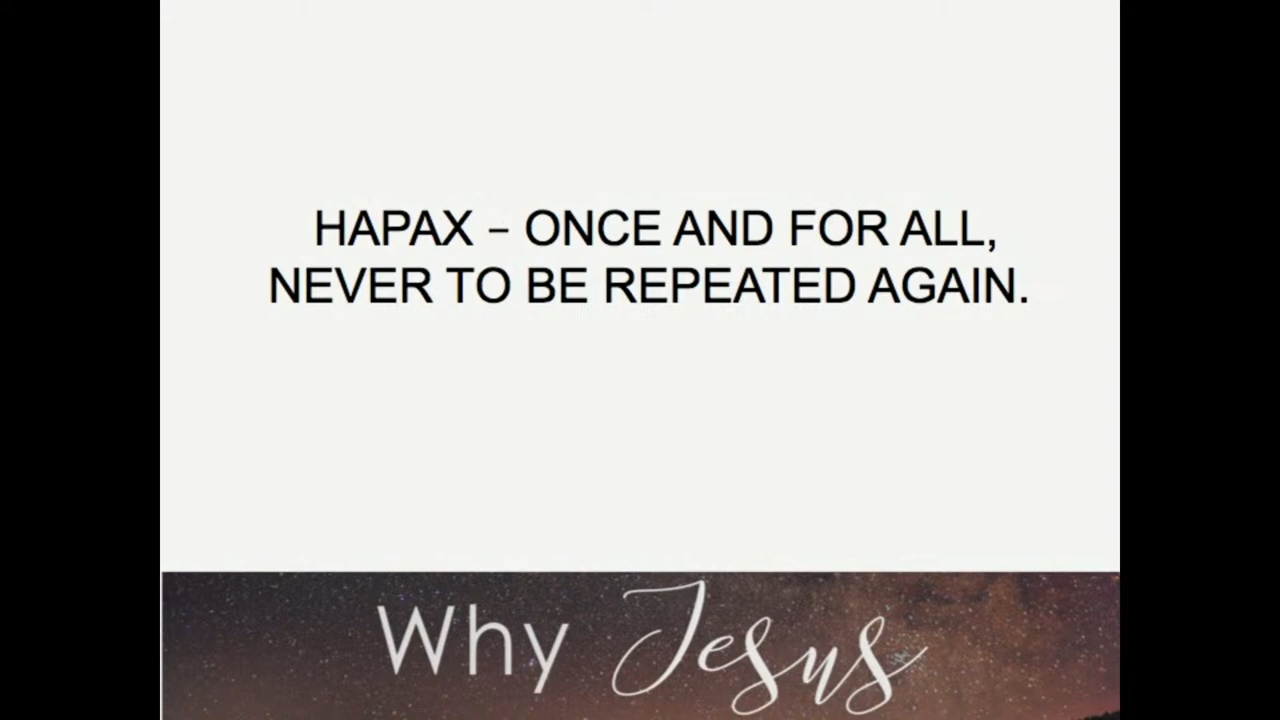 HAPAX – ONCE AND FOR ALL,
NEVER TO BE REPEATED AGAIN.
Why Jesus